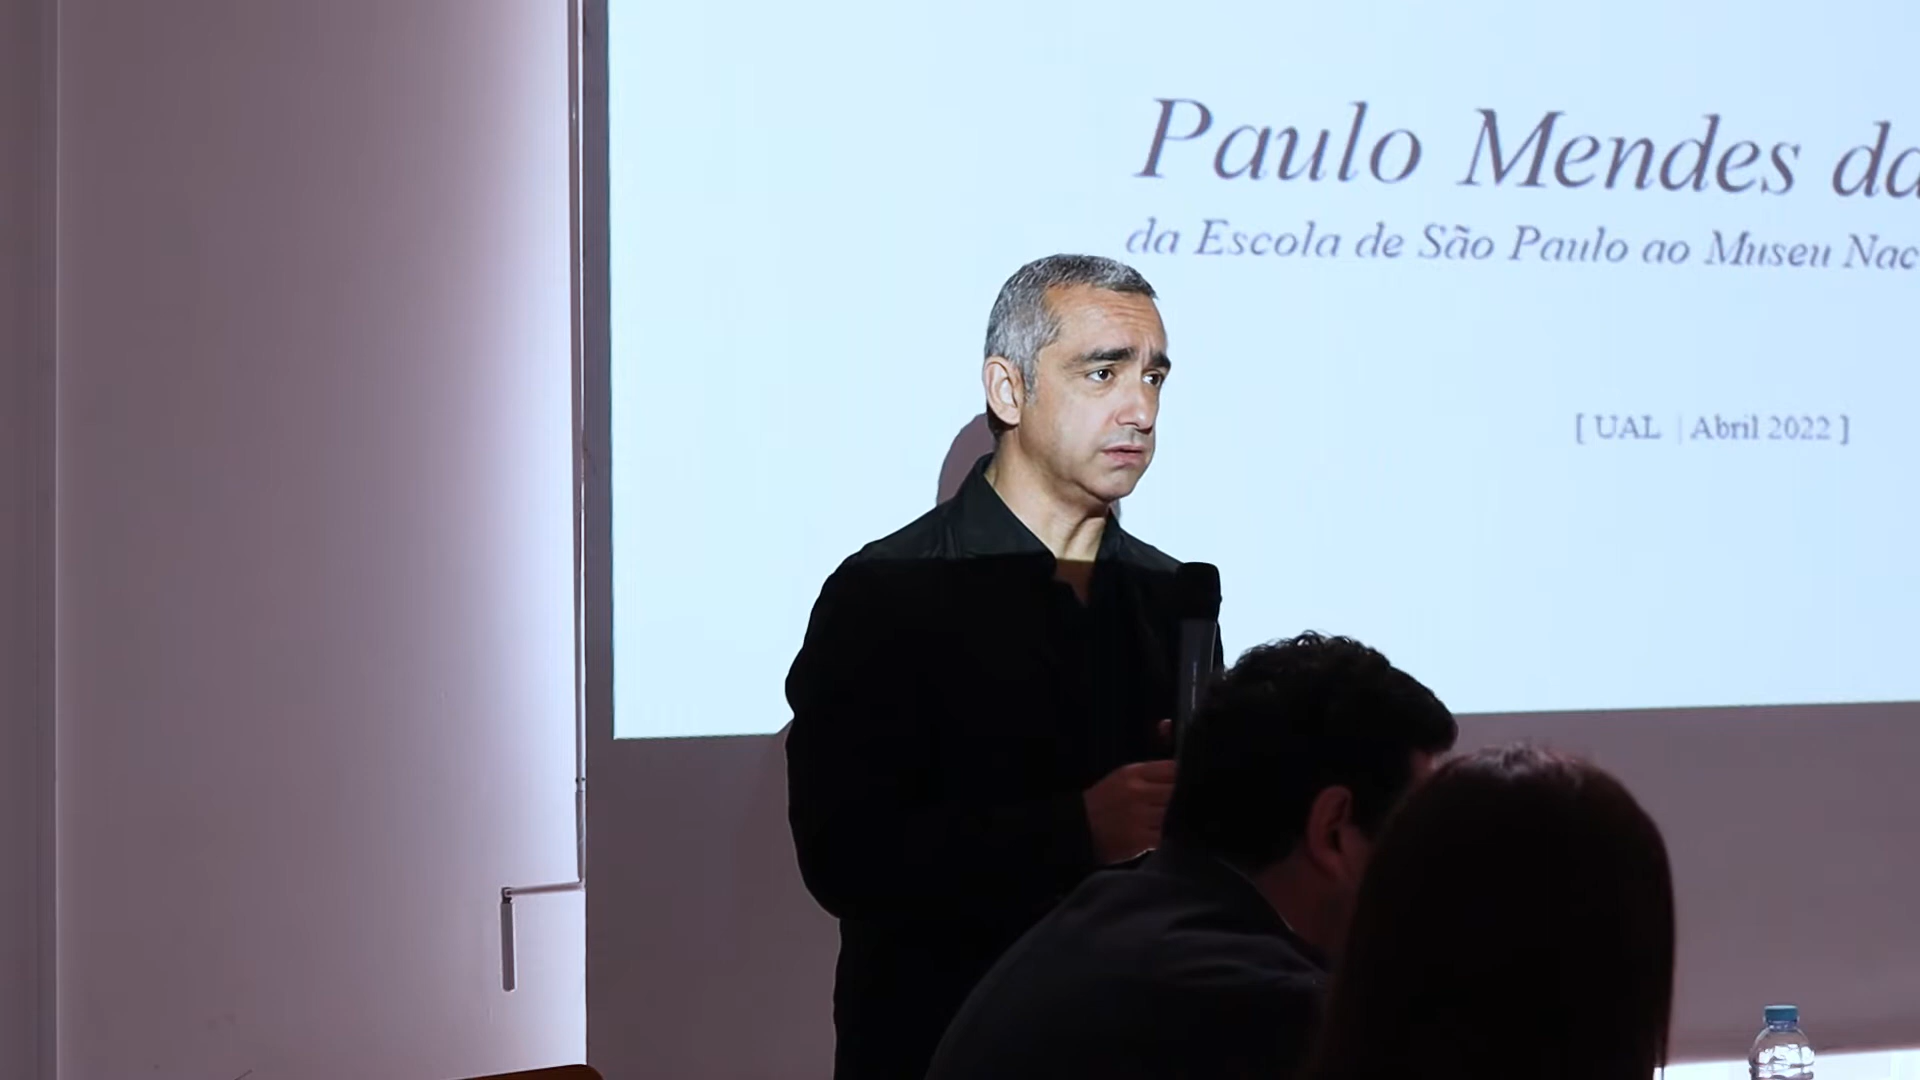 Paulo Mendes da
da Escola de São Paulo ao Museu Nac
[ UAL | Abril 2022 ]